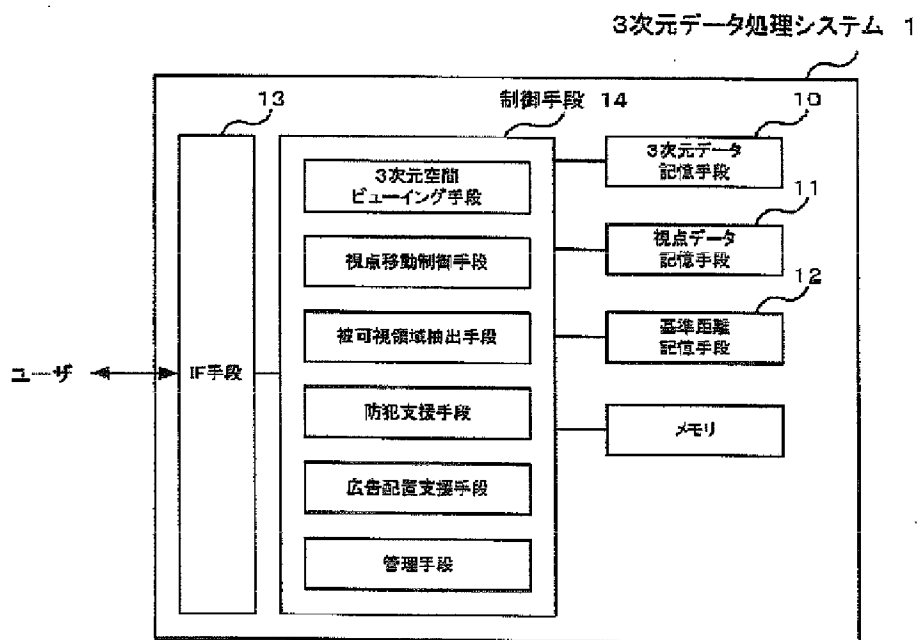 3次元データ処理システム 1
13
制御手段 14
10
3次元データ
記憶手段
3次元空間
ビューイング手段
11
視点データ
記憶手段
視点移動制御手段
12
基準距離
記憶手段
被可視領域抽出手段
ユーザ
IF手段
防犯支援手段
メモリ
広告配置支援手段
管理手段